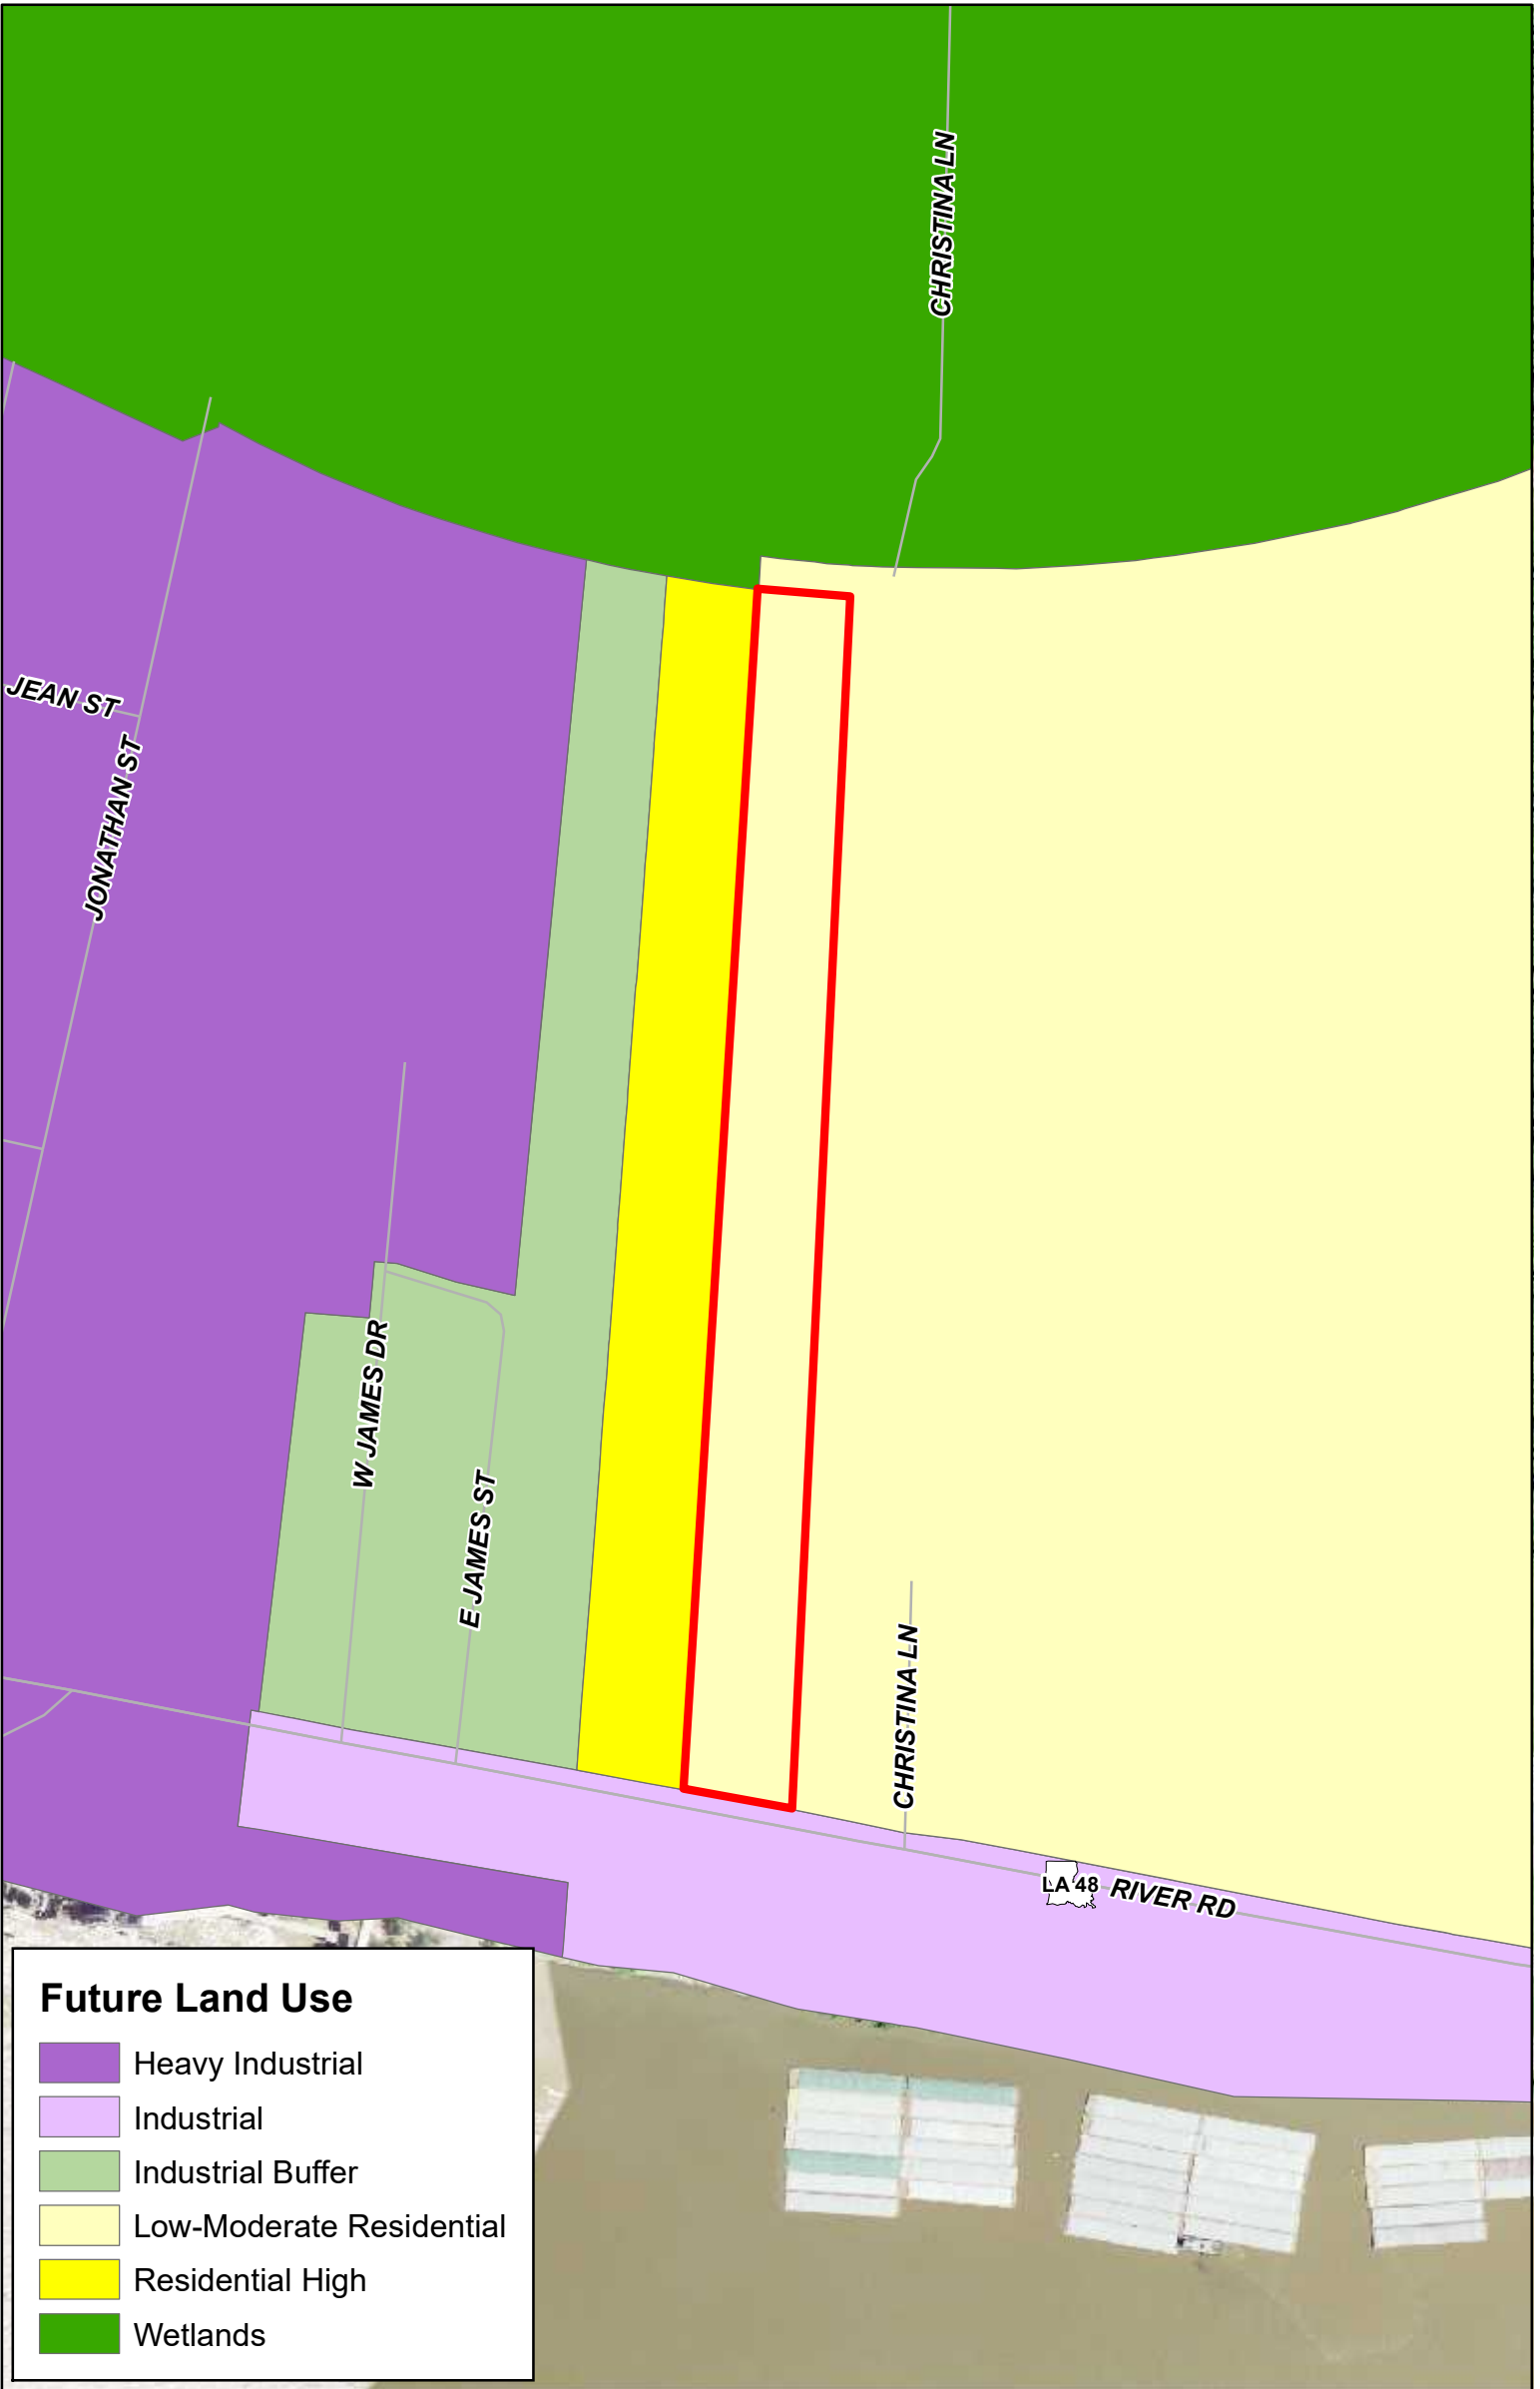 CHRISTINA LN
JEAN ST
JONATHAN ST
W JAMES DR
E JAMES ST
CHRISTINA LN
LA 48
RIVER RD
Future Land Use
Heavy Industrial
Industrial
Industrial Buffer
Low-Moderate Residential
Residential High
Wetlands